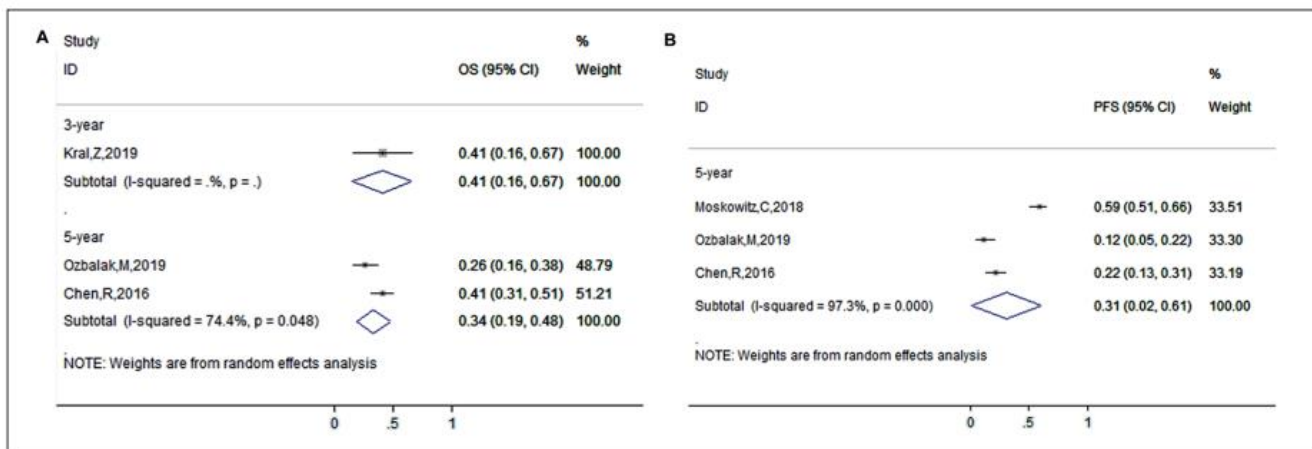 A
Study %
ID OS (95% CI) Weight
3-year
Kral,Z,2019 0.41 (0.16, 0.67) 100.00
Subtotal (I-squared = .%, p = .) 0.41 (0.16, 0.67) 100.00
.
5-year
Ozbalak,M,2019 0.26 (0.16, 0.38) 48.79
Chen,R,2016 0.41 (0.31, 0.51) 51.21
Subtotal (I-squared = 74.4%, p = 0.048) 0.34 (0.19, 0.48) 100.00
.
NOTE: Weights are from random effects analysis
0 .5 1
B
Study %
ID PFS (95% CI) Weight
5-year
Moskowitz,C,2018 0.59 (0.51, 0.66) 33.51
Ozbalak,M,2019 0.12 (0.05, 0.22) 33.30
Chen,R,2016 0.22 (0.13, 0.31) 33.19
Subtotal (I-squared = 97.3%, p = 0.000) 0.31 (0.02, 0.61) 100.00
.
NOTE: Weights are from random effects analysis
0 .5 1